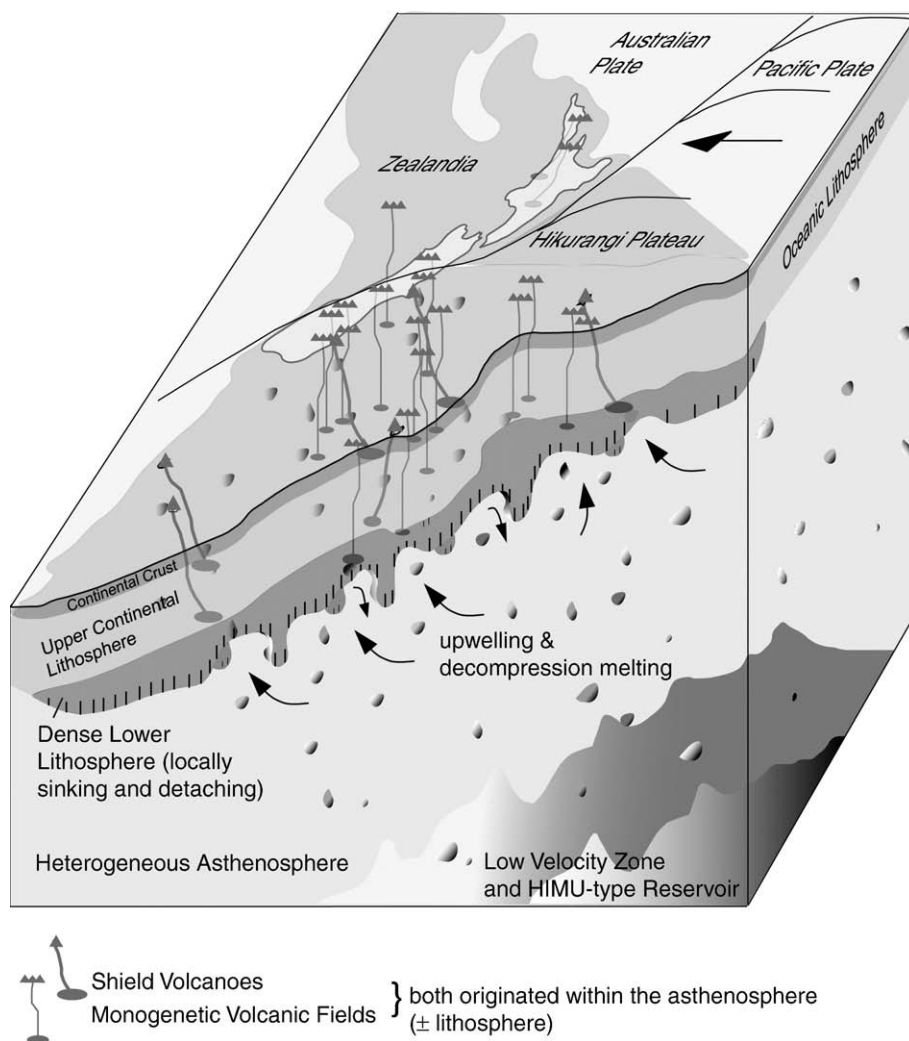 Australian
Plate
Pacific Plate
Zealandia
Hikurangi Plateau
Oceanic Lithosphere
Continental Crust
Upper Continental
Lithosphere
upwelling &
decompression melting
Dense Lower
Lithosphere (locally
sinking and detaching)
Heterogeneous Asthenosphere
Low Velocity Zone
and HIMU-type Reservoir
Shield Volcanoes
Monogenetic Volcanic Fields
} both originated within the asthenosphere
(± lithosphere)